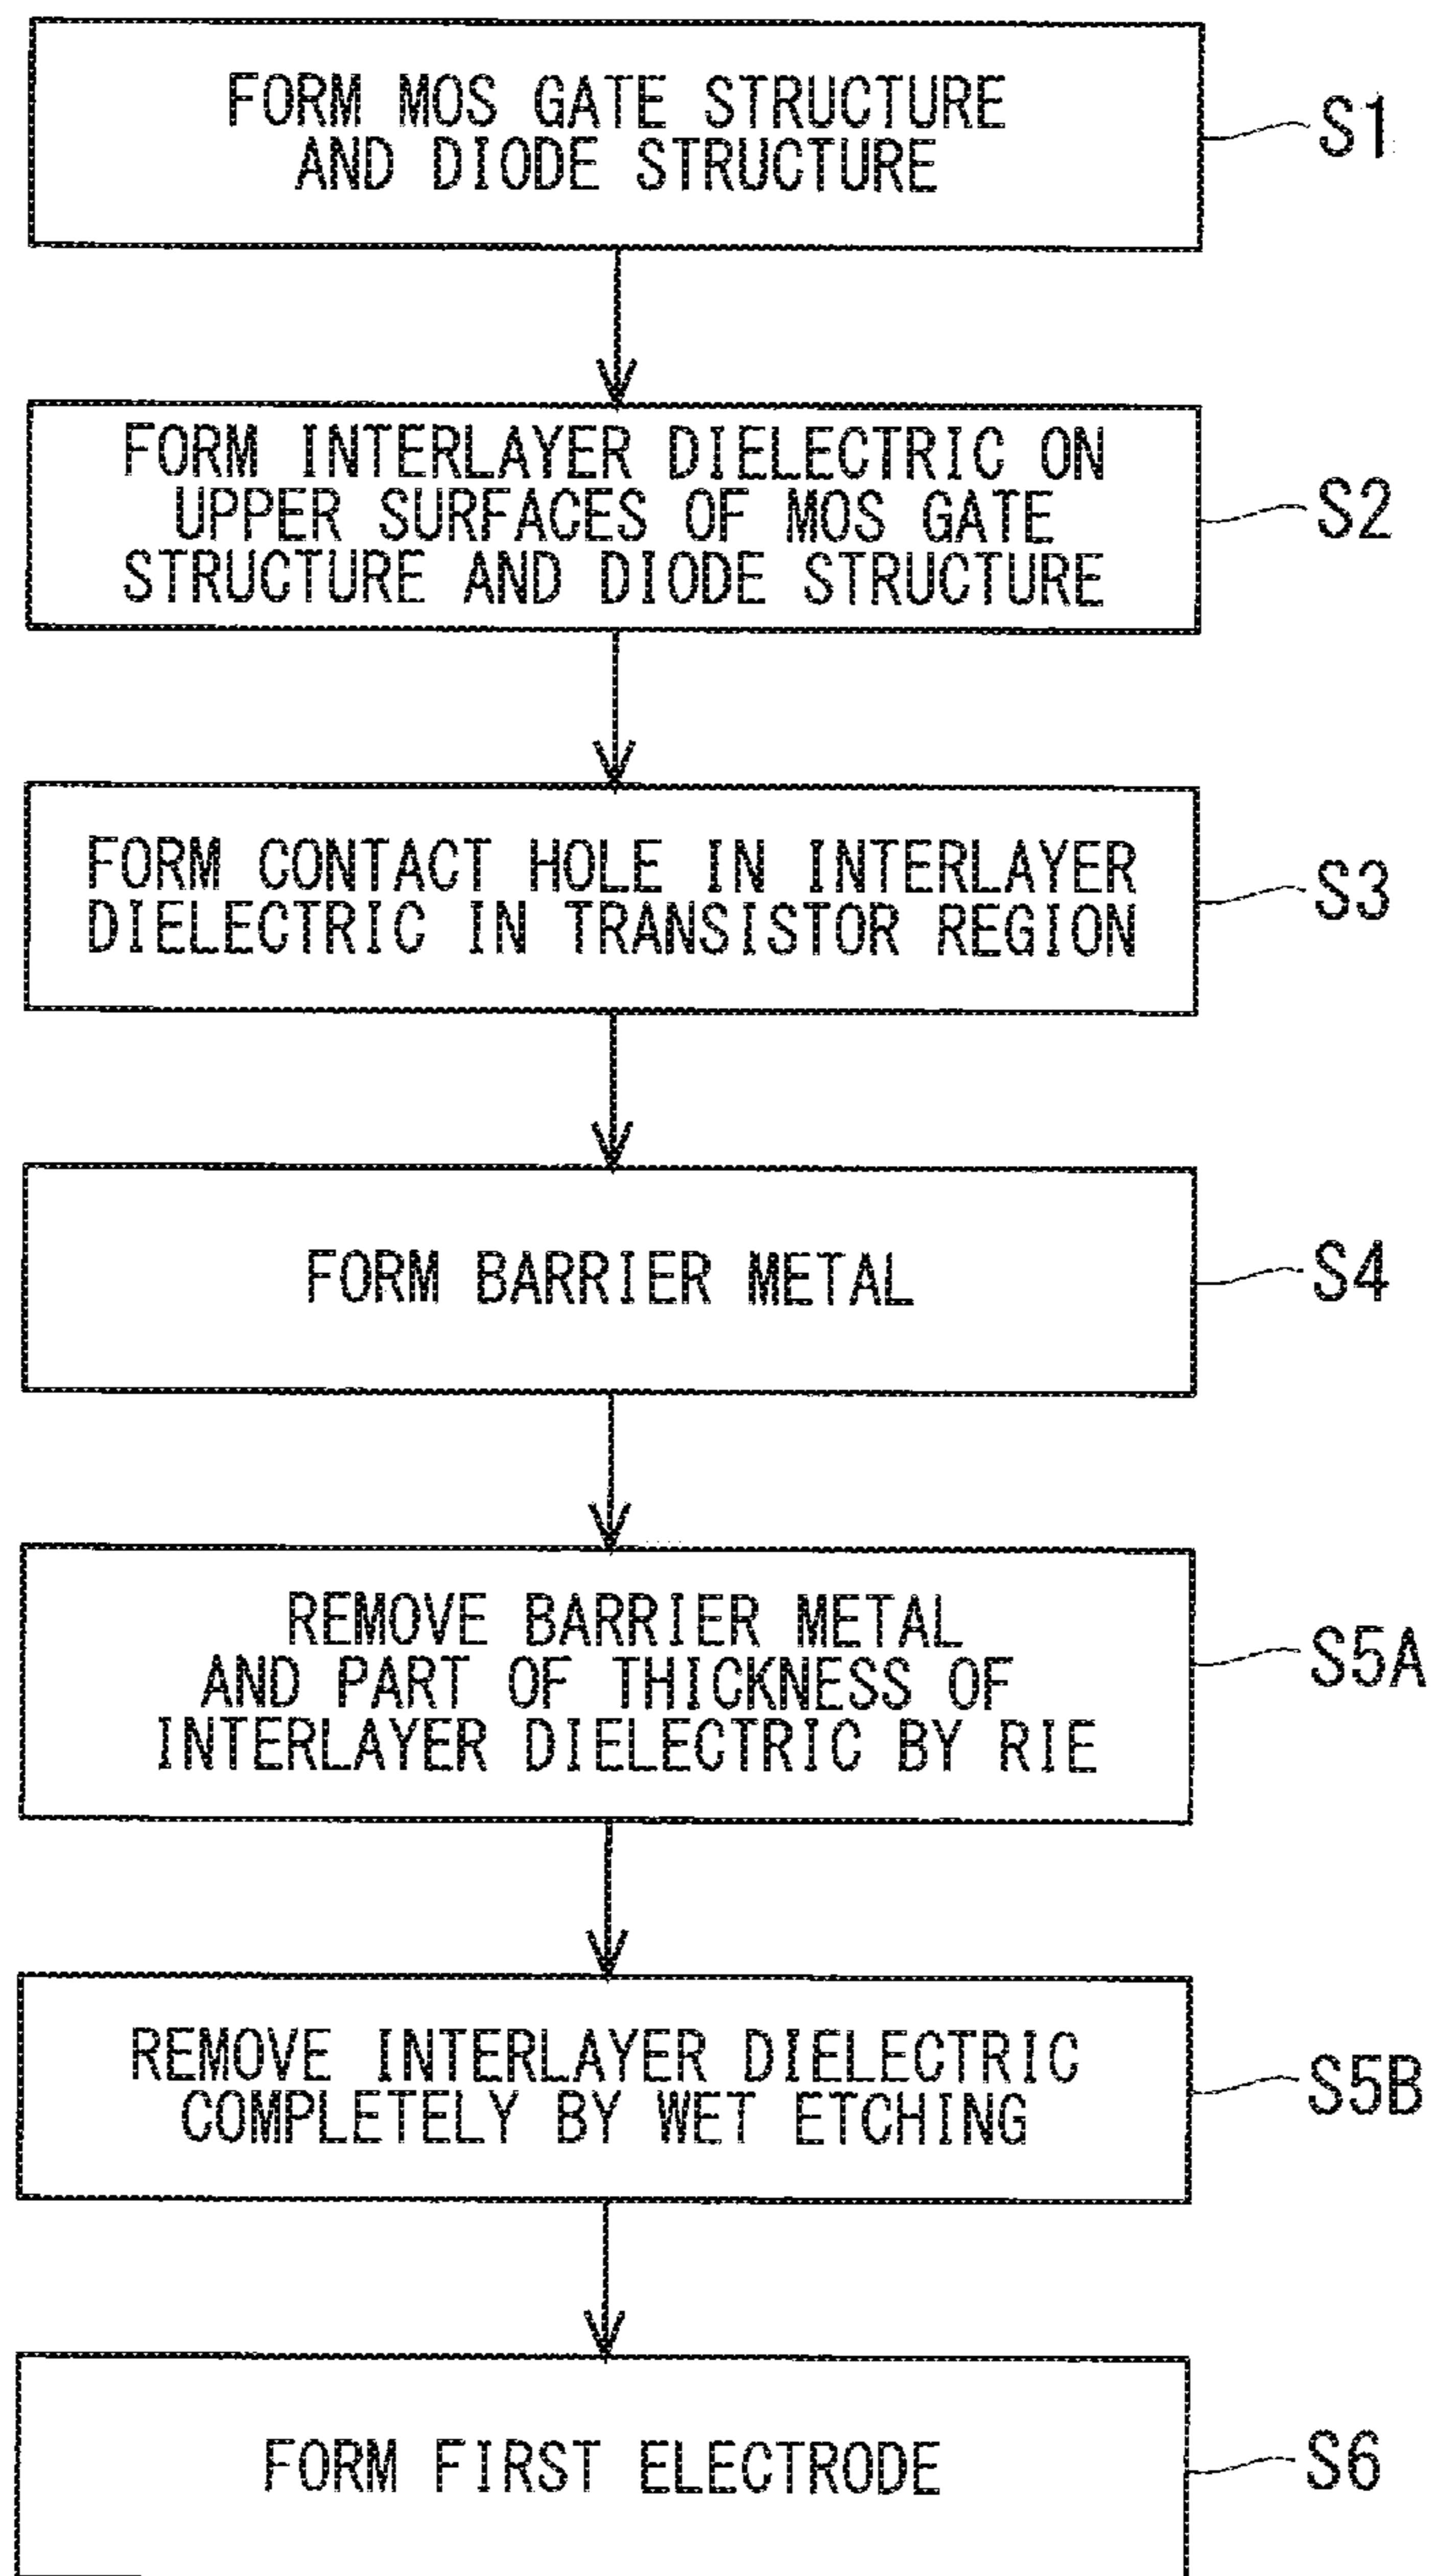 FORM MOS GATE STRUCTURE
AND DIODE STRUCTURE
S1
FORM INTERLAYER DIELECTRIC ON
UPPER SURFACES OF MOS GATE
STRUCTURE AND DIODE STRUCTURE
S2
FORM CONTACT HOLE IN INTERLAYER
DIELECTRIC IN TRANSISTOR REGION
S3
FORM BARRIER METAL
S4
REMOVE BARRIER METAL
AND PART OF THICKNESS OF
INTERLAYER DIELECTRIC BY RIE
S5A
REMOVE INTERLAYER DIELECTRIC
COMPLETELY BY WET ETCHING
S5B
FORM FIRST ELECTRODE
S6